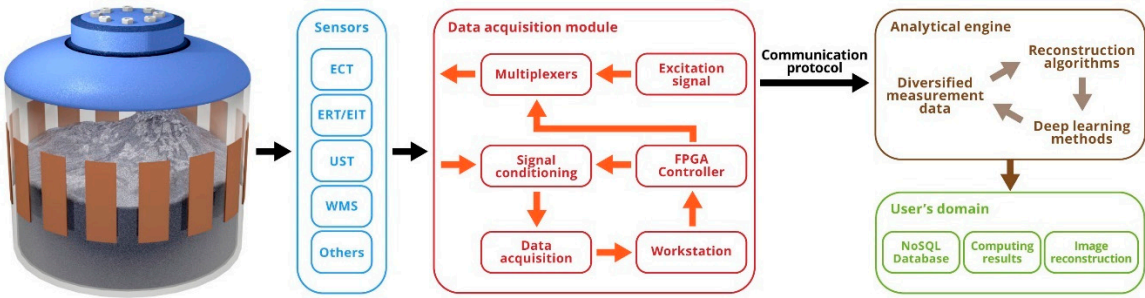 Sensors
ECT
ERT/EIT
UST
WMS
Others
Data acquisition module
Multiplexers
Excitation
signal
Signal
conditioning
FPGA
Controller
Data
acquisition
Workstation
Communication
protocol
Analytical engine
Reconstruction
algorithms
Diversified
measurement
data
Deep learning
methods
User's domain
NoSQL
Database
Computing
results
Image
reconstruction